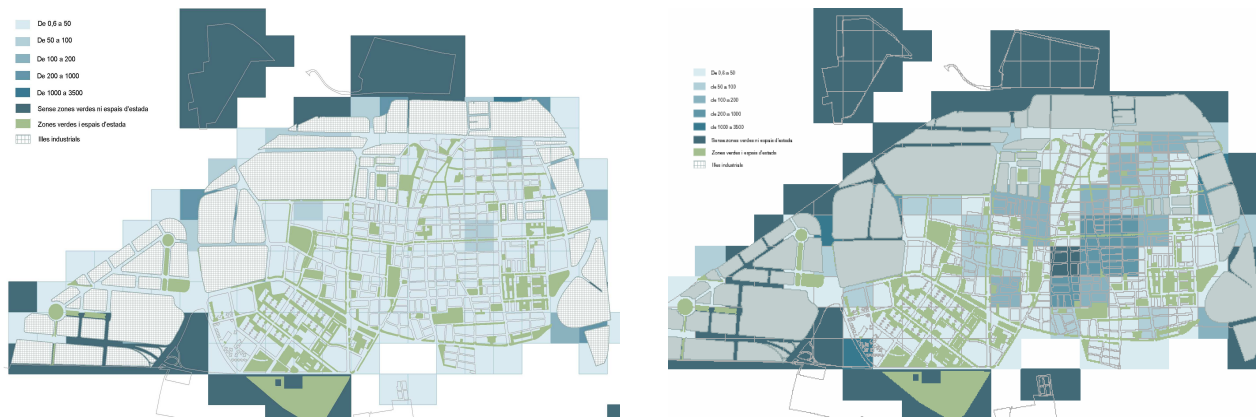 De 0,6 a 50
De 50 a 100
De 100 a 200
De 200 a 1000
De 1000 a 3500
Sense zones verdes ni espais d'estada
Zones verdes i espais d'estada
Illes industrials
De 0,6 a 50
de 50 a 100
de 100 a 200
de 200 a 1000
de 1000 a 3500
Sense zones verdes ni espais d'estada
Zones verdes i espais d'estada
Illes industrials